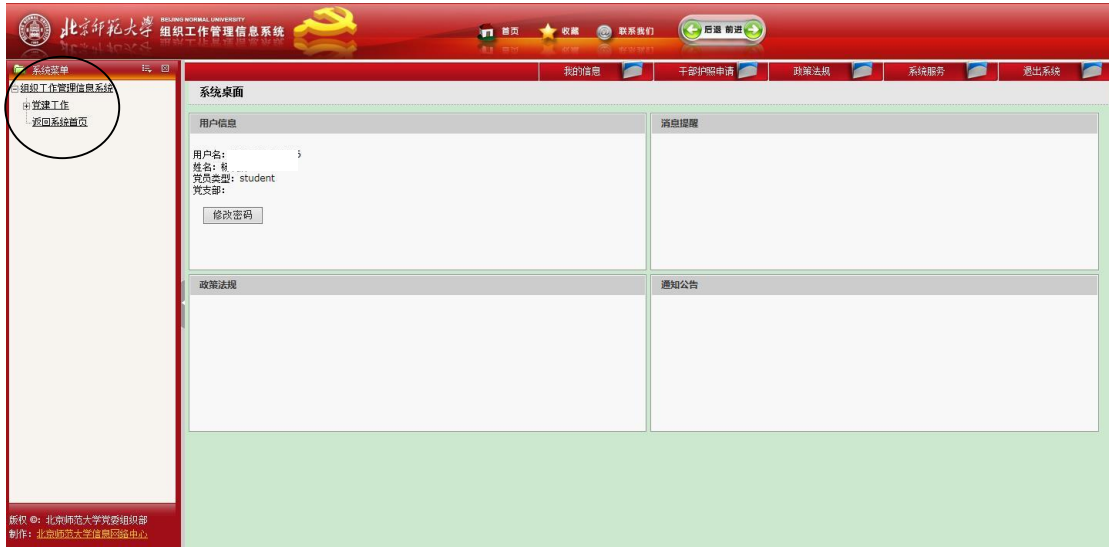 北京师范大学 BEIJING NORMAL UNIVERSITY
组织工作管理信息系统
首页 收藏 联系我们 后退 前进
系统菜单
我的信息 干部护照申请 政策法规 系统服务 退出系统
组织工作管理信息系统
党建工作
返回系统首页
系统桌面
用户信息
消息提醒
用户名:
姓名:
党员类型: student
党支部:
修改密码
政策法规
通知公告
版权 ©: 北京师范大学党委组织部
制作: 北京师范大学信息网络中心